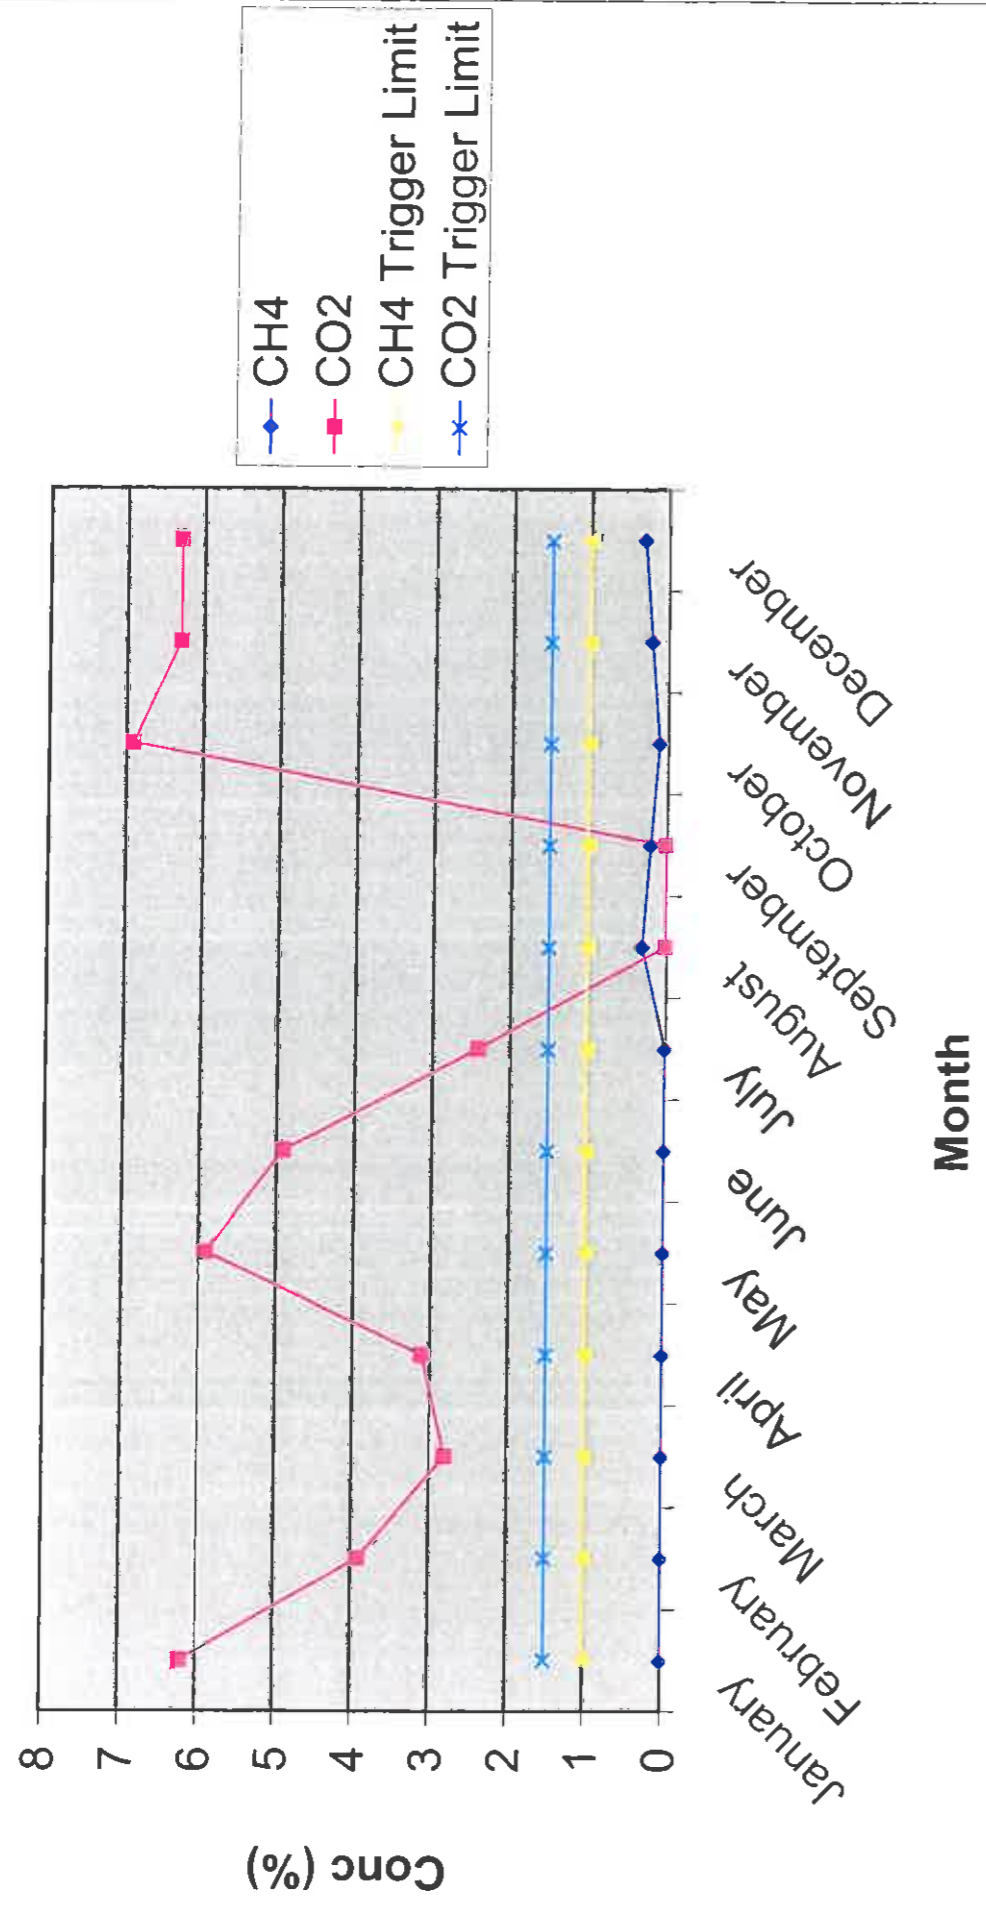 Conc (%)
8
7
6
5
4
3
2
1
0
January
February
March
April
May
June
July
August
September
October
November
December
Month
CH4
CO2
CH4 Trigger Limit
CO2 Trigger Limit